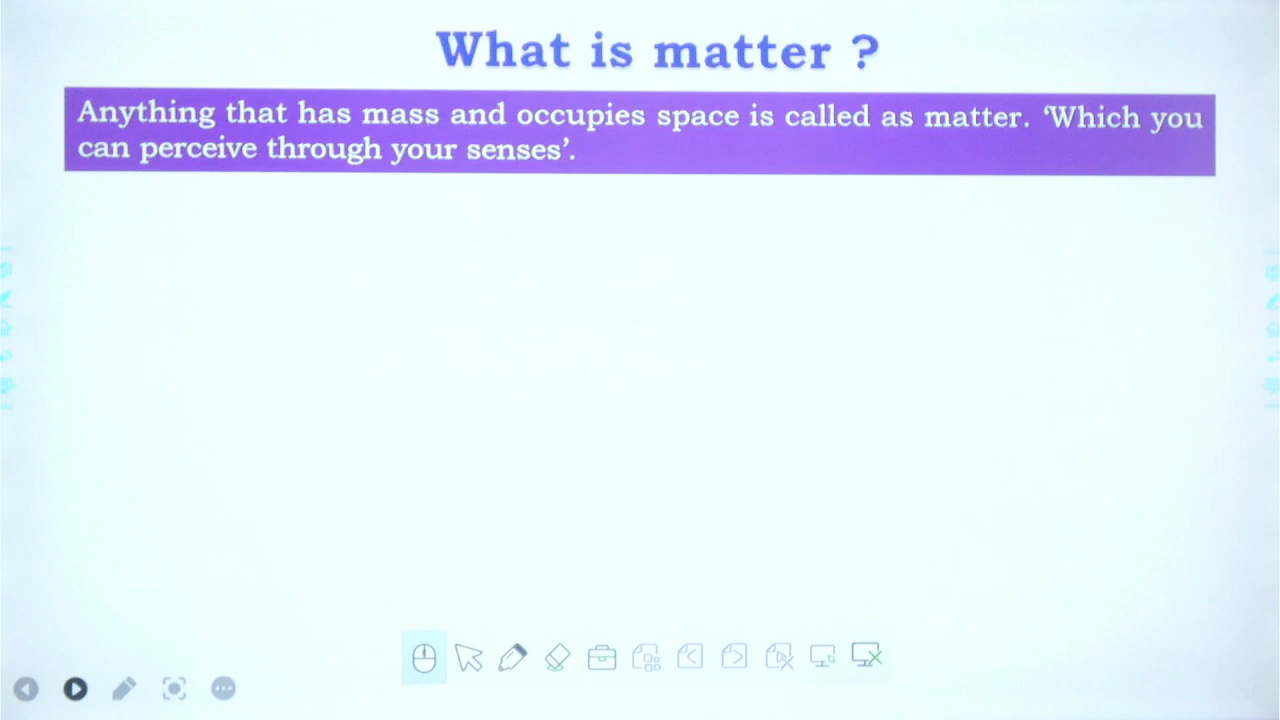 What is matter ?
Anything that has mass and occupies space is called as matter. ‘Which you
can perceive through your senses’.